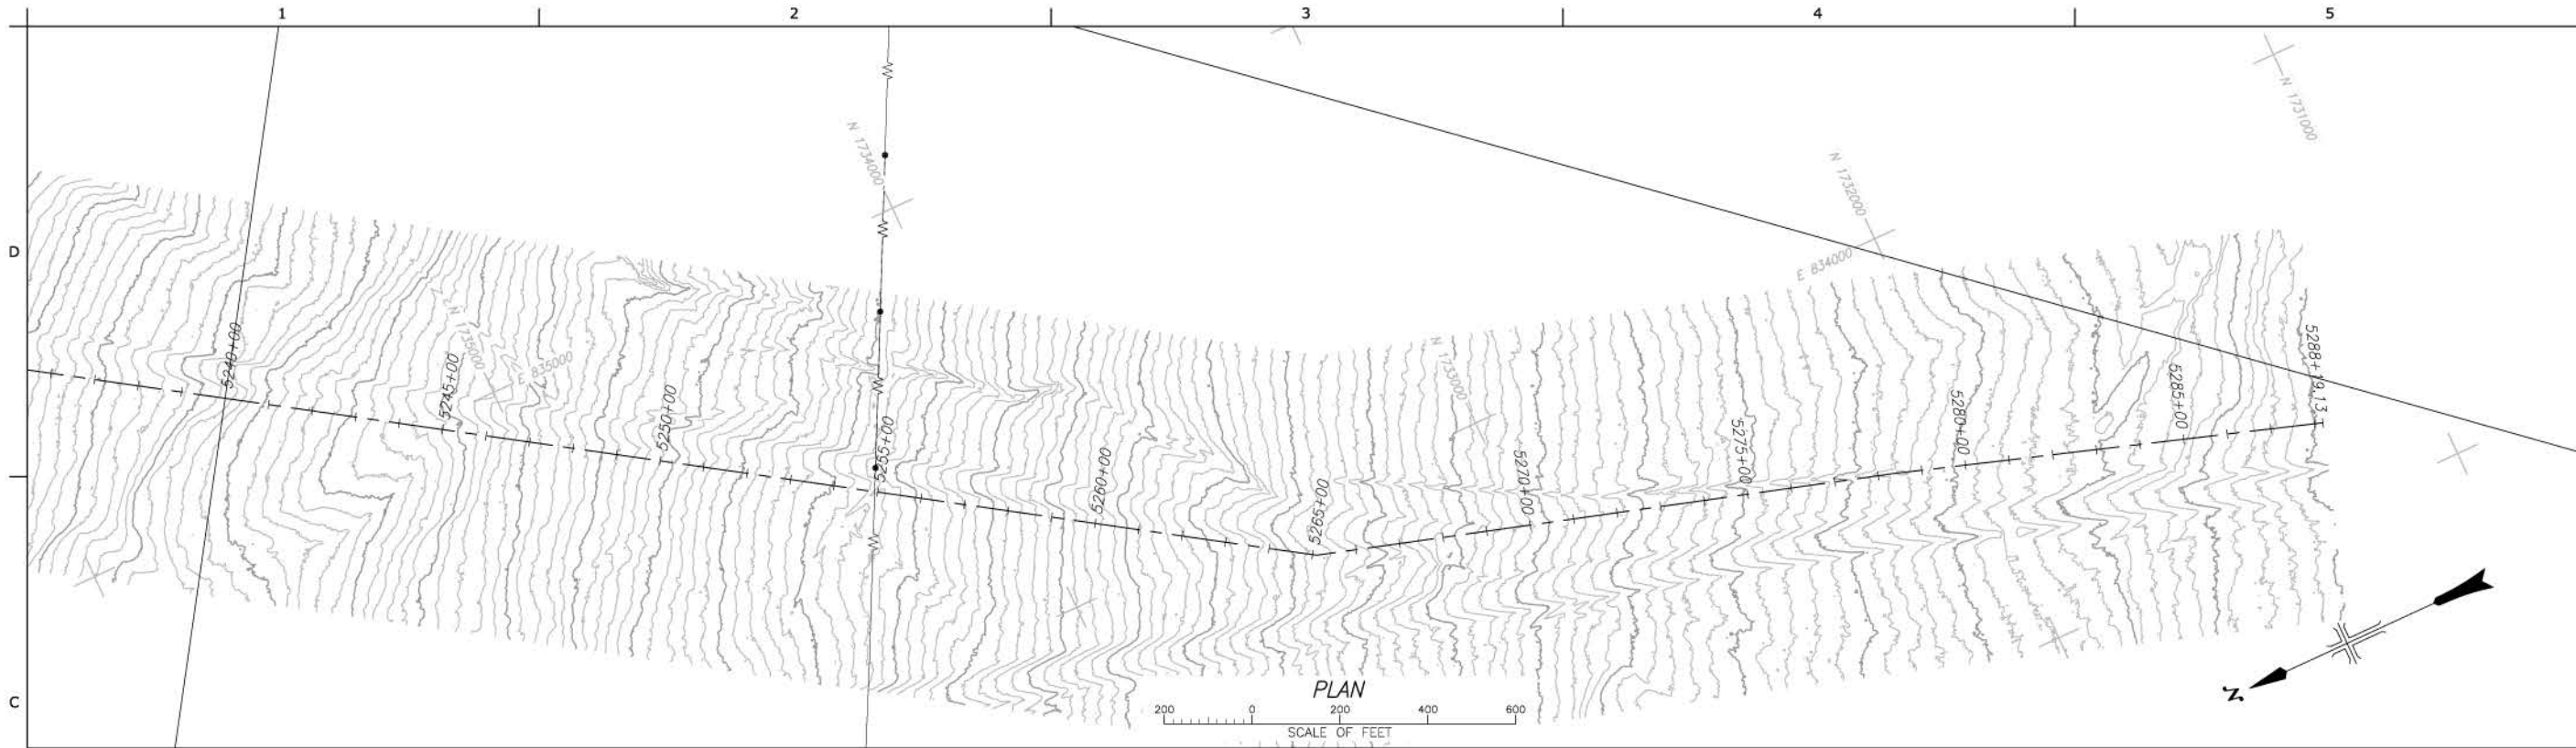 1 2 3 4 5
D
C
N 1734000
N 1732000
N 1731000
E 834000
N 1735000
E 835000
N 1733000
5240+00
5245+00
5250+00
5255+00
5260+00
5265+00
5270+00
5275+00
5280+00
5285+00
5288+19.13
PLAN
200 0 200 400 600
SCALE OF FEET
N